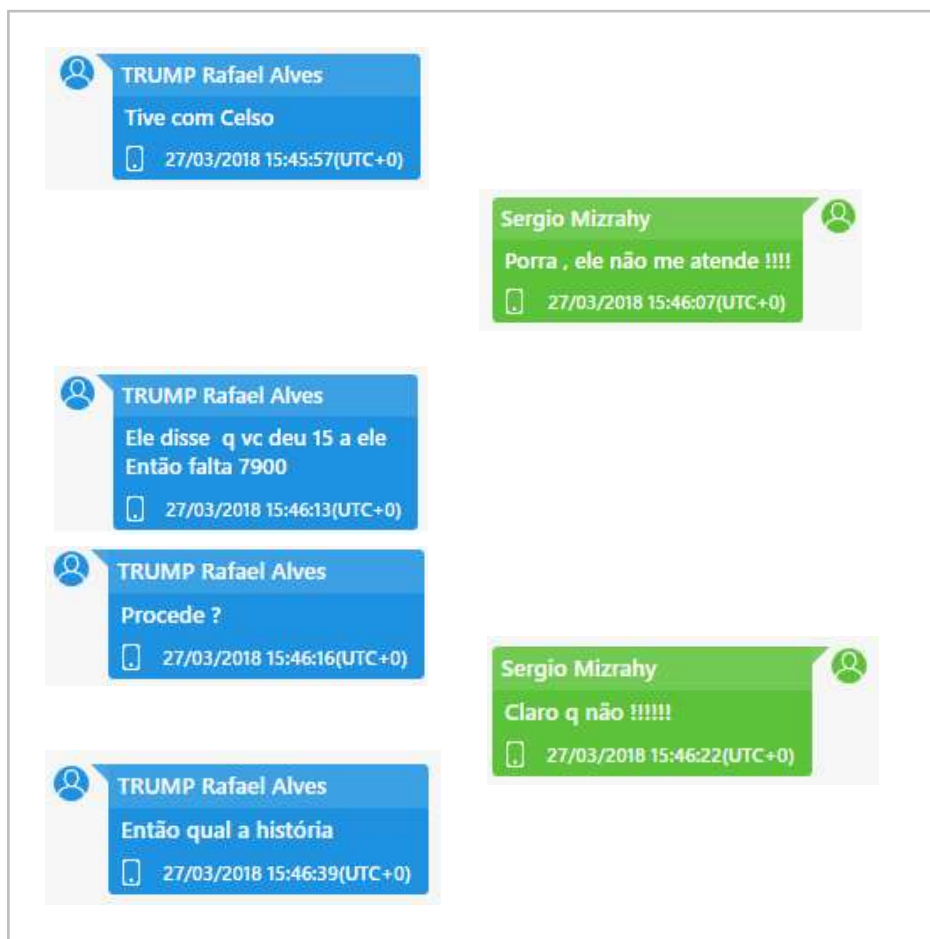 TRUMP Rafael Alves
Tive com Celso
27/03/2018 15:45:57(UTC+0)
Sergio Mizrahy
Porra , ele não me atende !!!!
27/03/2018 15:46:07(UTC+0)
TRUMP Rafael Alves
Ele disse q vc deu 15 a ele
Então falta 7900
27/03/2018 15:46:13(UTC+0)
TRUMP Rafael Alves
Procede ?
27/03/2018 15:46:16(UTC+0)
Sergio Mizrahy
Claro q não !!!!!!
27/03/2018 15:46:22(UTC+0)
TRUMP Rafael Alves
Então qual a história
27/03/2018 15:46:39(UTC+0)